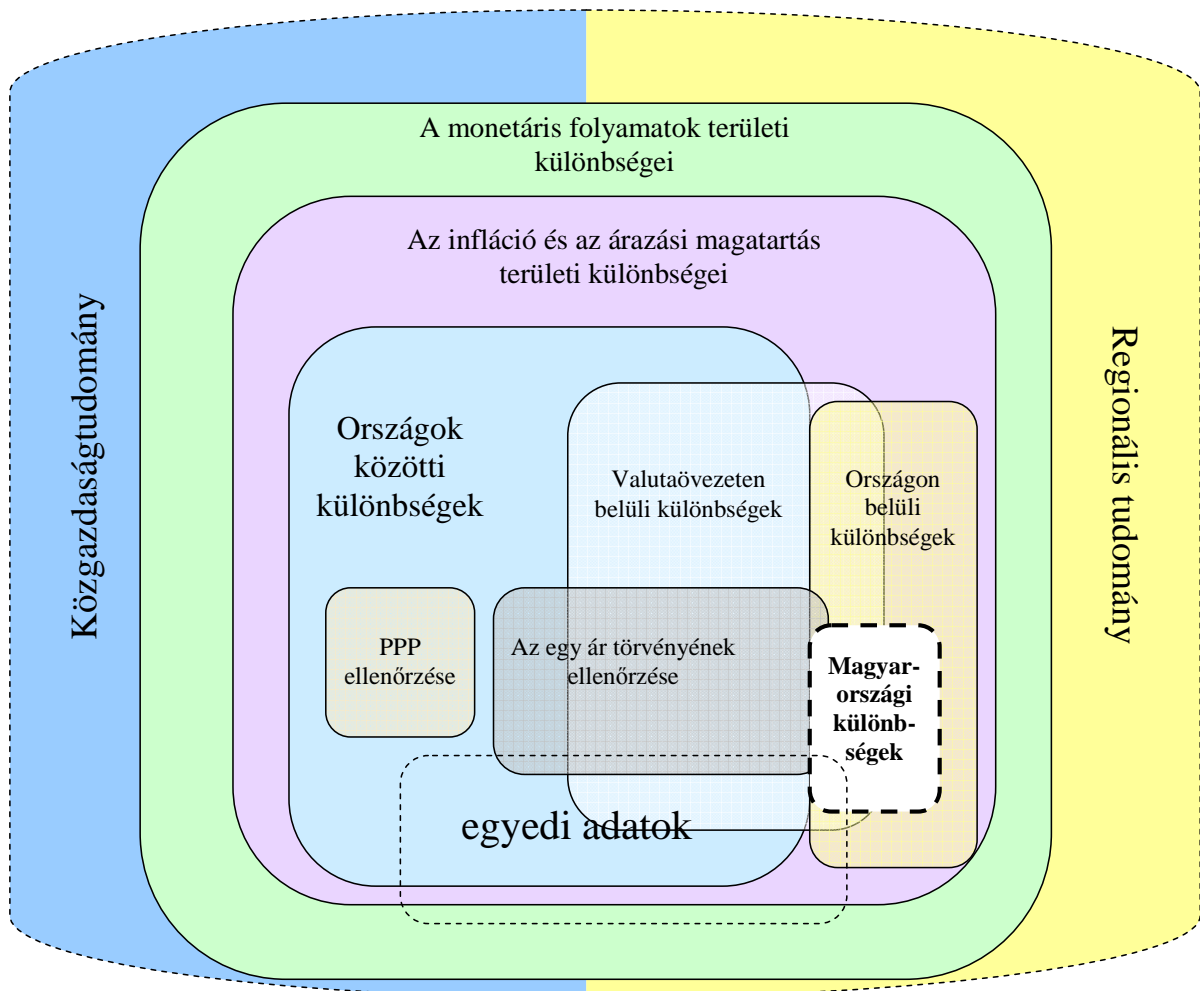 A monetáris folyamatok területi
különbségei
Az infláció és az árazási magatartás
területi különbségei
Közgazdaságtudomány
Regionális tudomány
Országok
közötti
különbségek
Valutaövezeten
belüli különbségek
Országon
belüli
különbségek
PPP
ellenőrzése
Az egy ár törvényének
ellenőrzése
Magyar-
országi
különb-
ségek
egyedi adatok